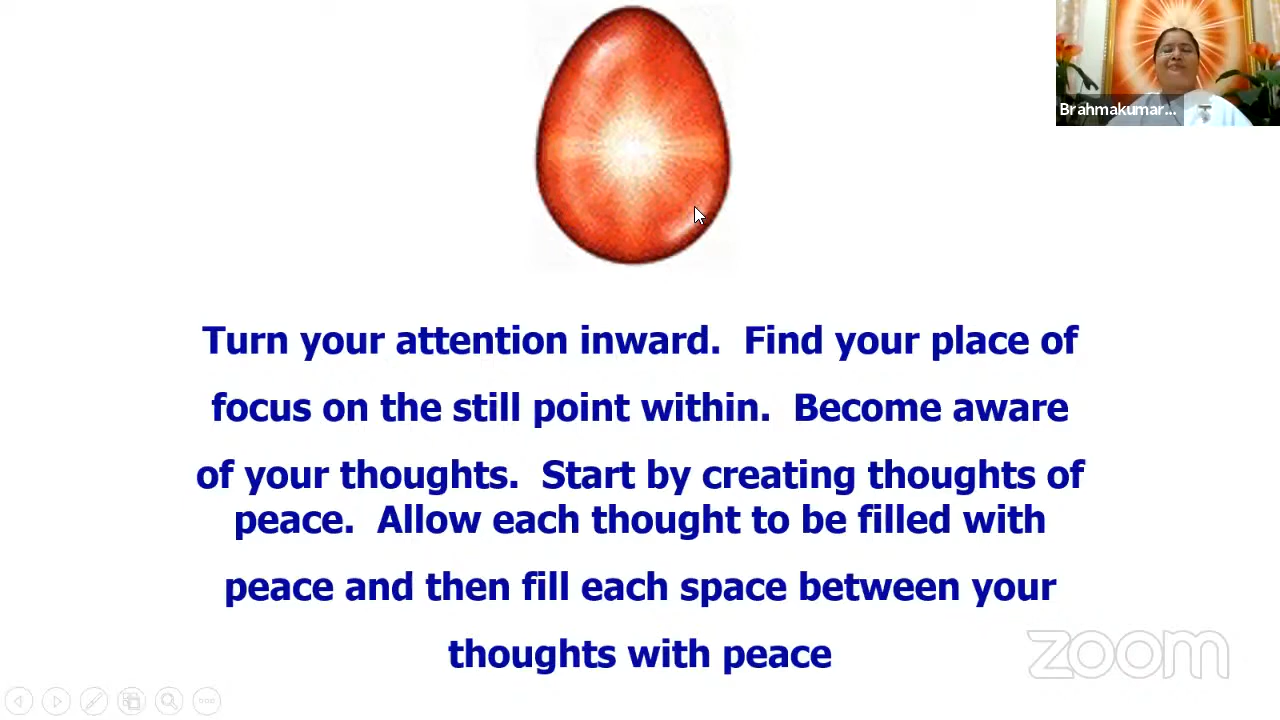 Brahmakumar...
Turn your attention inward.  Find your place of
focus on the still point within.  Become aware
of your thoughts.  Start by creating thoughts of
peace.  Allow each thought to be filled with
peace and then fill each space between your
thoughts with peace
zoom